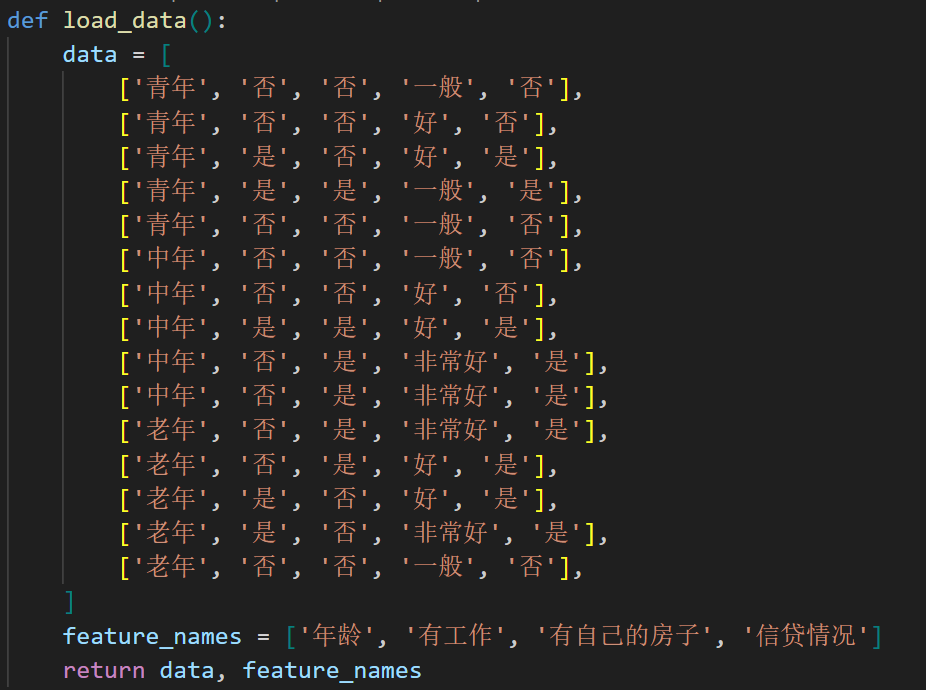 def load_data():
    data = [
        ['青年', '否', '否', '一般', '否'],
        ['青年', '否', '否', '好', '否'],
        ['青年', '是', '否', '好', '是'],
        ['青年', '是', '是', '一般', '是'],
        ['青年', '否', '否', '一般', '否'],
        ['中年', '否', '否', '一般', '否'],
        ['中年', '否', '否', '好', '否'],
        ['中年', '是', '是', '好', '是'],
        ['中年', '否', '是', '非常好', '是'],
        ['中年', '否', '是', '非常好', '是'],
        ['老年', '否', '是', '非常好', '是'],
        ['老年', '否', '是', '好', '是'],
        ['老年', '是', '否', '好', '是'],
        ['老年', '是', '否', '非常好', '是'],
        ['老年', '否', '否', '一般', '否'],
    ]
    feature_names = ['年龄', '有工作', '有自己的房子', '信贷情况']
    return data, feature_names